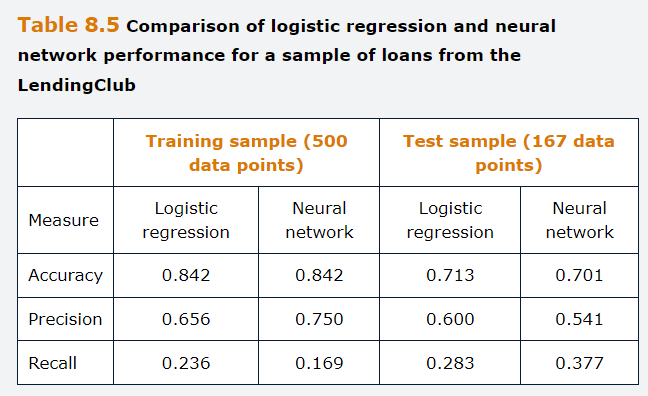 Table 8.5 Comparison of logistic regression and neural
network performance for a sample of loans from the
LendingClub
Training sample (500
data points)
Test sample (167 data
points)
Measure
Logistic
regression
Neural
network
Logistic
regression
Neural
network
Accuracy 0.842 0.842 0.713 0.701
Precision 0.656 0.750 0.600 0.541
Recall 0.236 0.169 0.283 0.377